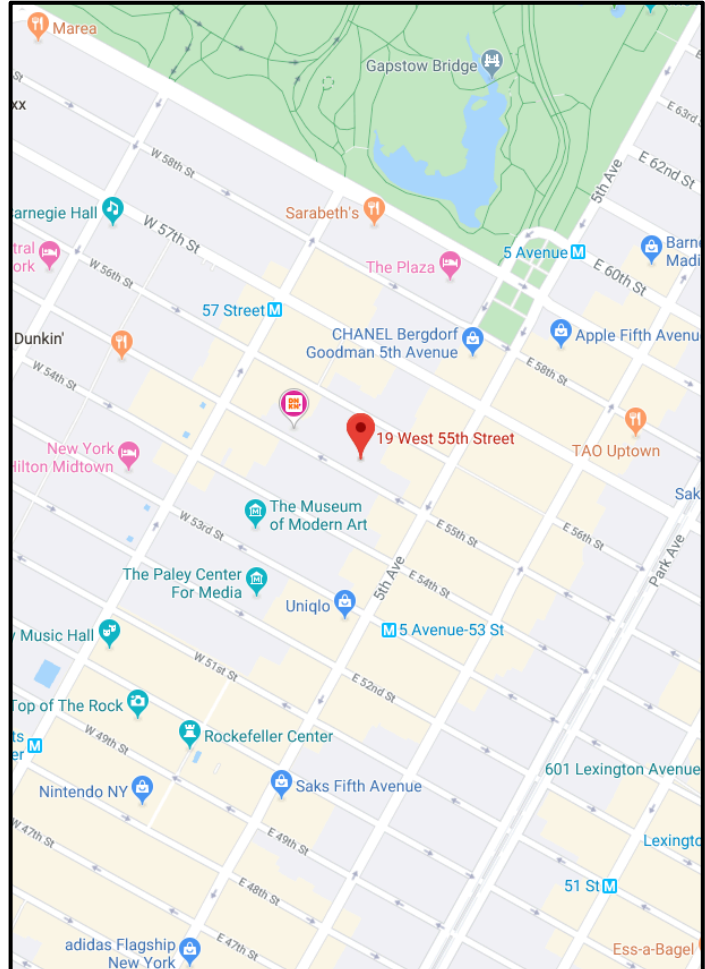 Marea
Gapstow Bridge
E 63rd
xx
W 58th St
E 62nd St
5th Ave
arnegie Hall
Sarabeth's
W 57th St
5 Avenue
M
Barn
Madi
tral
ork
The Plaza
E 60th St
W 56th St
57 Street
M
Dunkin'
CHANEL Bergdorf
Goodman 5th Avenue
Apple Fifth Avenu
E 58th St
W 54th St
DN
KN'
19 West 55th Street
TAO Uptown
New York
Hilton Midtown
Sak
The Museum
of Modern Art
W 53rd St
E 55th St
E 56th St
Park Ave
The Paley Center
For Media
5th Ave
E 54th St
Uniqlo
M
5 Avenue-53 St
Music Hall
W 51st St
E 52nd St
Top of The Rock
W 49th St
Rockefeller Center
ts
er
M
601 Lexington Avenue
Nintendo NY
Saks Fifth Avenue
W 47th St
E 49th St
Lexingto
E 48th St
51 St
M
adidas Flagship
New York
E 47th St
Ess-a-Bagel